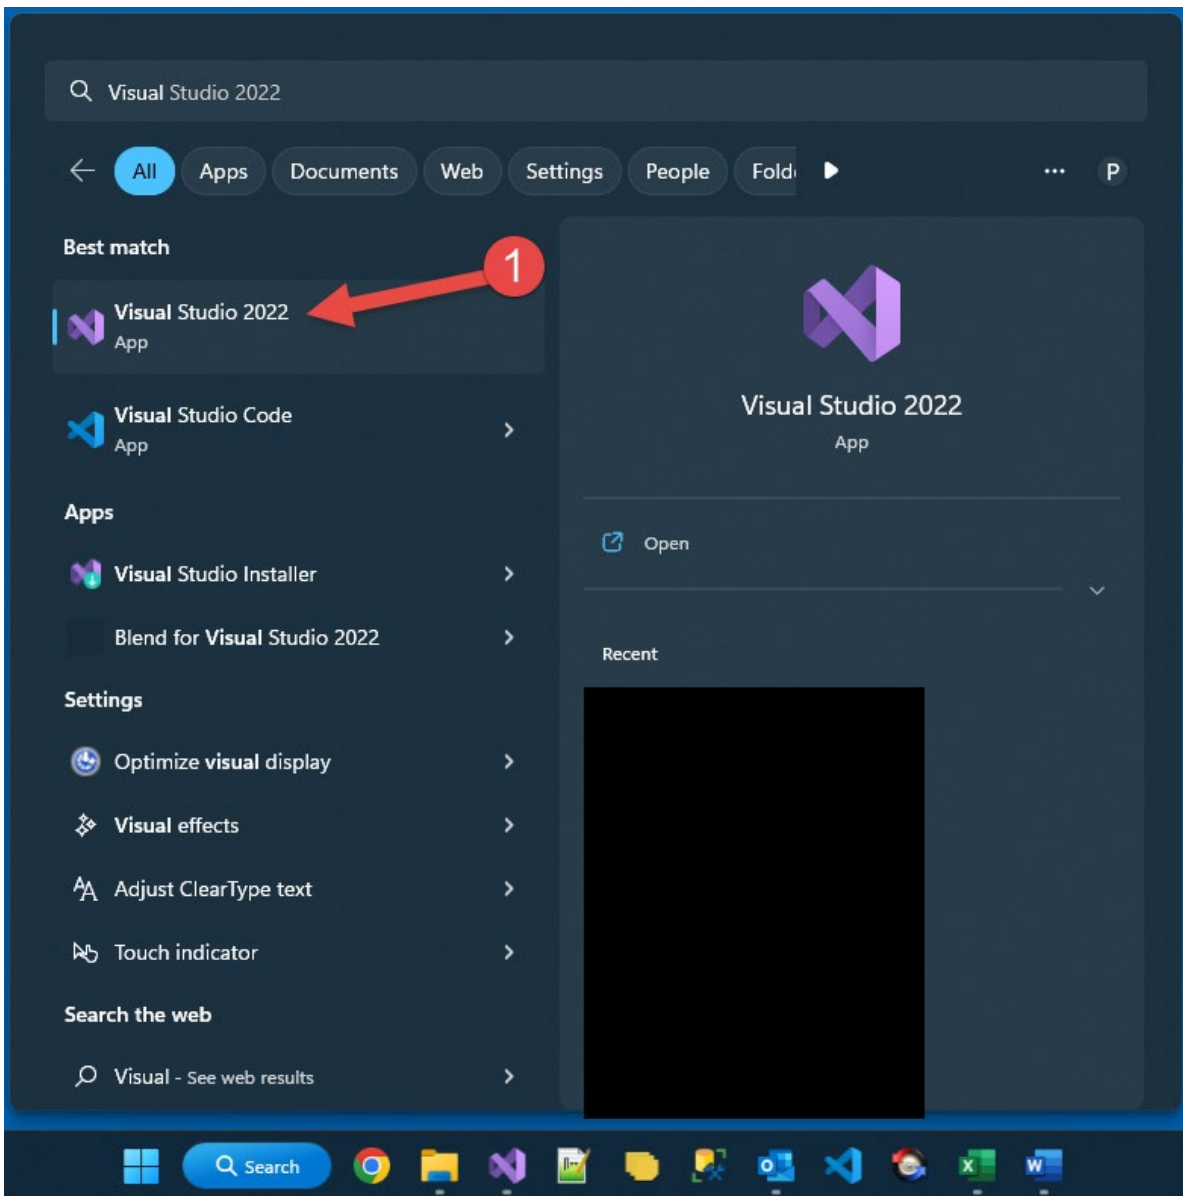 Visual Studio 2022
All Apps Documents Web Settings People Fold
P
Best match
1
Visual Studio 2022
App
Visual Studio Code
App
Apps
Visual Studio Installer
Blend for Visual Studio 2022
Settings
Optimize visual display
Visual effects
Adjust ClearType text
Touch indicator
Search the web
Visual - See web results
Visual Studio 2022
App
Open
Recent
Search